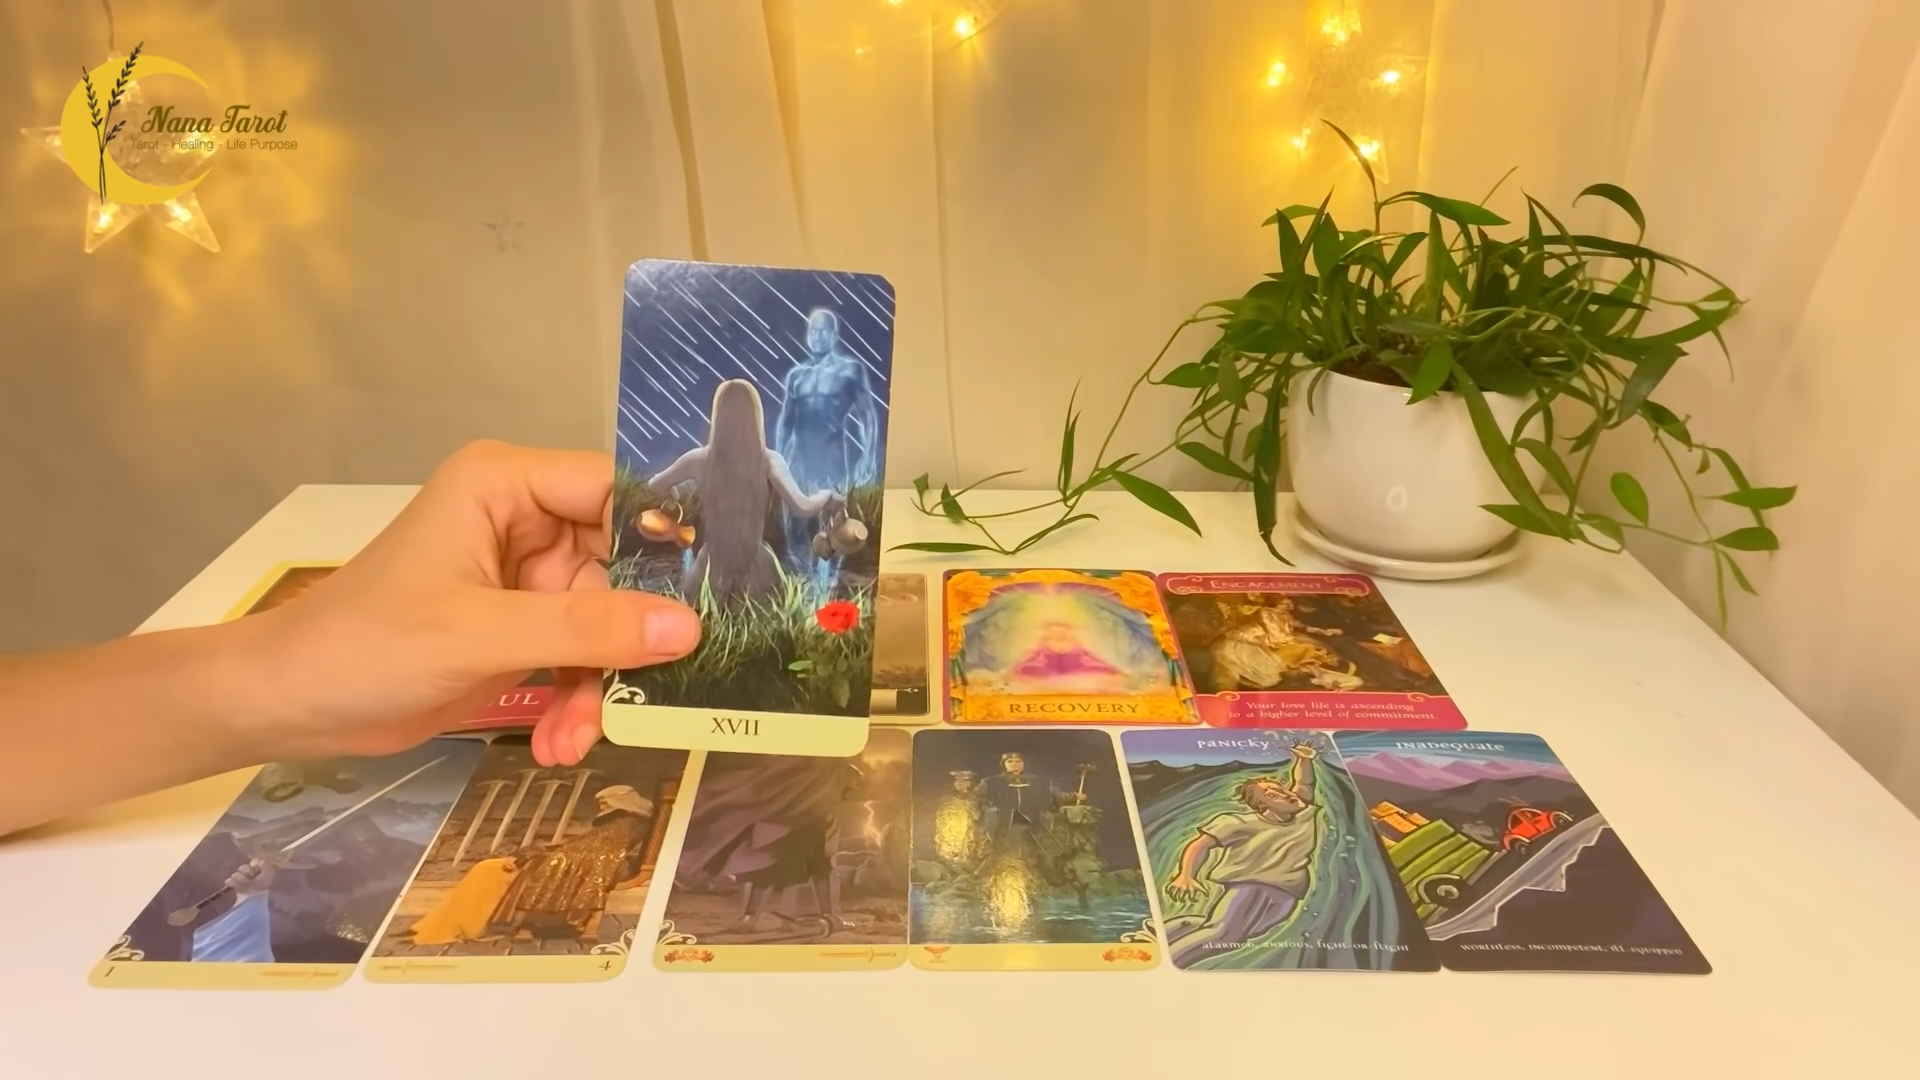 Nana Tarot
Tarot - Healing - Life Purpose
XVII
UL
RECOVERY
ENGAGEMENT
Your love life is ascending
to a higher level of commitment.
1
4
PANICKY
ALARMED, ANXIOUS, FIGHT OR FLIGHT
INADEQUATE
WORTHLESS, INCOMPETENT, ILL EQUIPPED